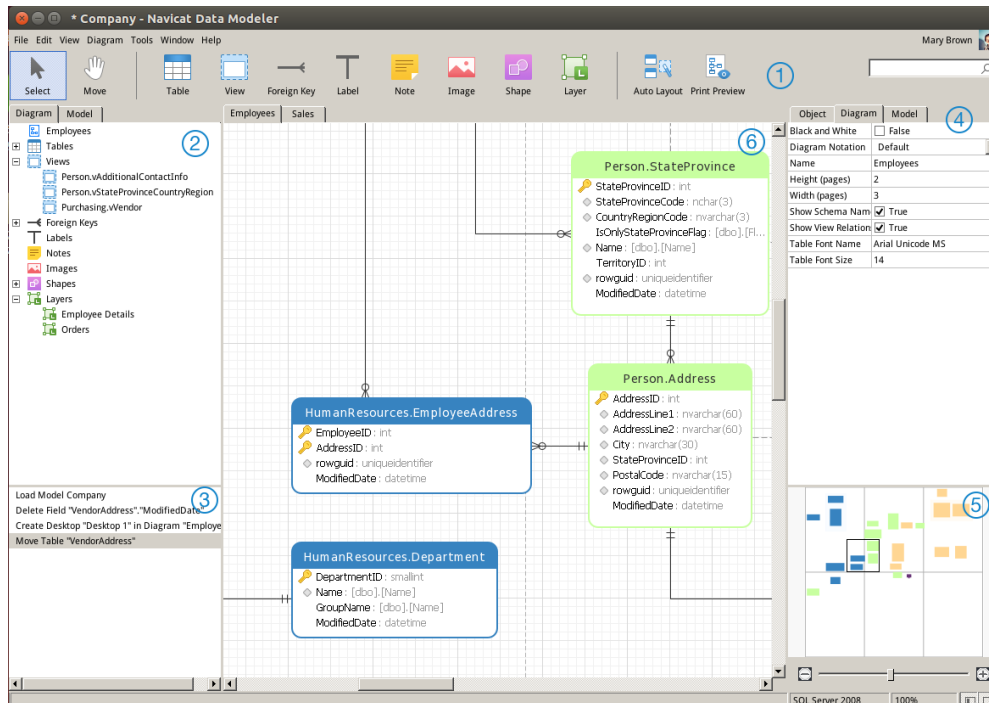 * Company - Navicat Data Modeler
File Edit View Diagram Tools Window Help
Mary Brown
Select Move Table View Foreign Key Label Note Image Shape Layer Auto Layout Print Preview
1
Diagram Model
2
Employees
Tables
Views
Person.vAdditionalContactInfo
Person.vStateProvinceCountryRegion
Purchasing.vVendor
Foreign Keys
Labels
Notes
Images
Shapes
Layers
Employee Details
Orders
3
Load Model Company
Delete Field "VendorAddress"."ModifiedDate"
Create Desktop "Desktop 1" in Diagram "Employe
Move Table "VendorAddress"
Employees Sales
6
Person.StateProvince
StateProvinceID : int
StateProvinceCode : nchar(3)
CountryRegionCode : nvarchar(3)
IsOnlyStateProvinceFlag : [dbo].[Fl...
Name : [dbo].[Name]
TerritoryID : int
rowguid : uniqueidentifier
ModifiedDate : datetime
Person.Address
AddressID : int
AddressLine1 : nvarchar(60)
AddressLine2 : nvarchar(60)
City : nvarchar(30)
StateProvinceID : int
PostalCode : nvarchar(15)
rowguid : uniqueidentifier
ModifiedDate : datetime
HumanResources.EmployeeAddress
EmployeeID : int
AddressID : int
rowguid : uniqueidentifier
ModifiedDate : datetime
HumanResources.Department
DepartmentID : smallint
Name : [dbo].[Name]
GroupName : [dbo].[Name]
ModifiedDate : datetime
Object Diagram Model
4
Black and White False
Diagram Notation Default
Name Employees
Height (pages) 2
Width (pages) 3
Show Schema Nam True
Show View Relation True
Table Font Name Arial Unicode MS
Table Font Size 14
5
SQL Server 2008 100%